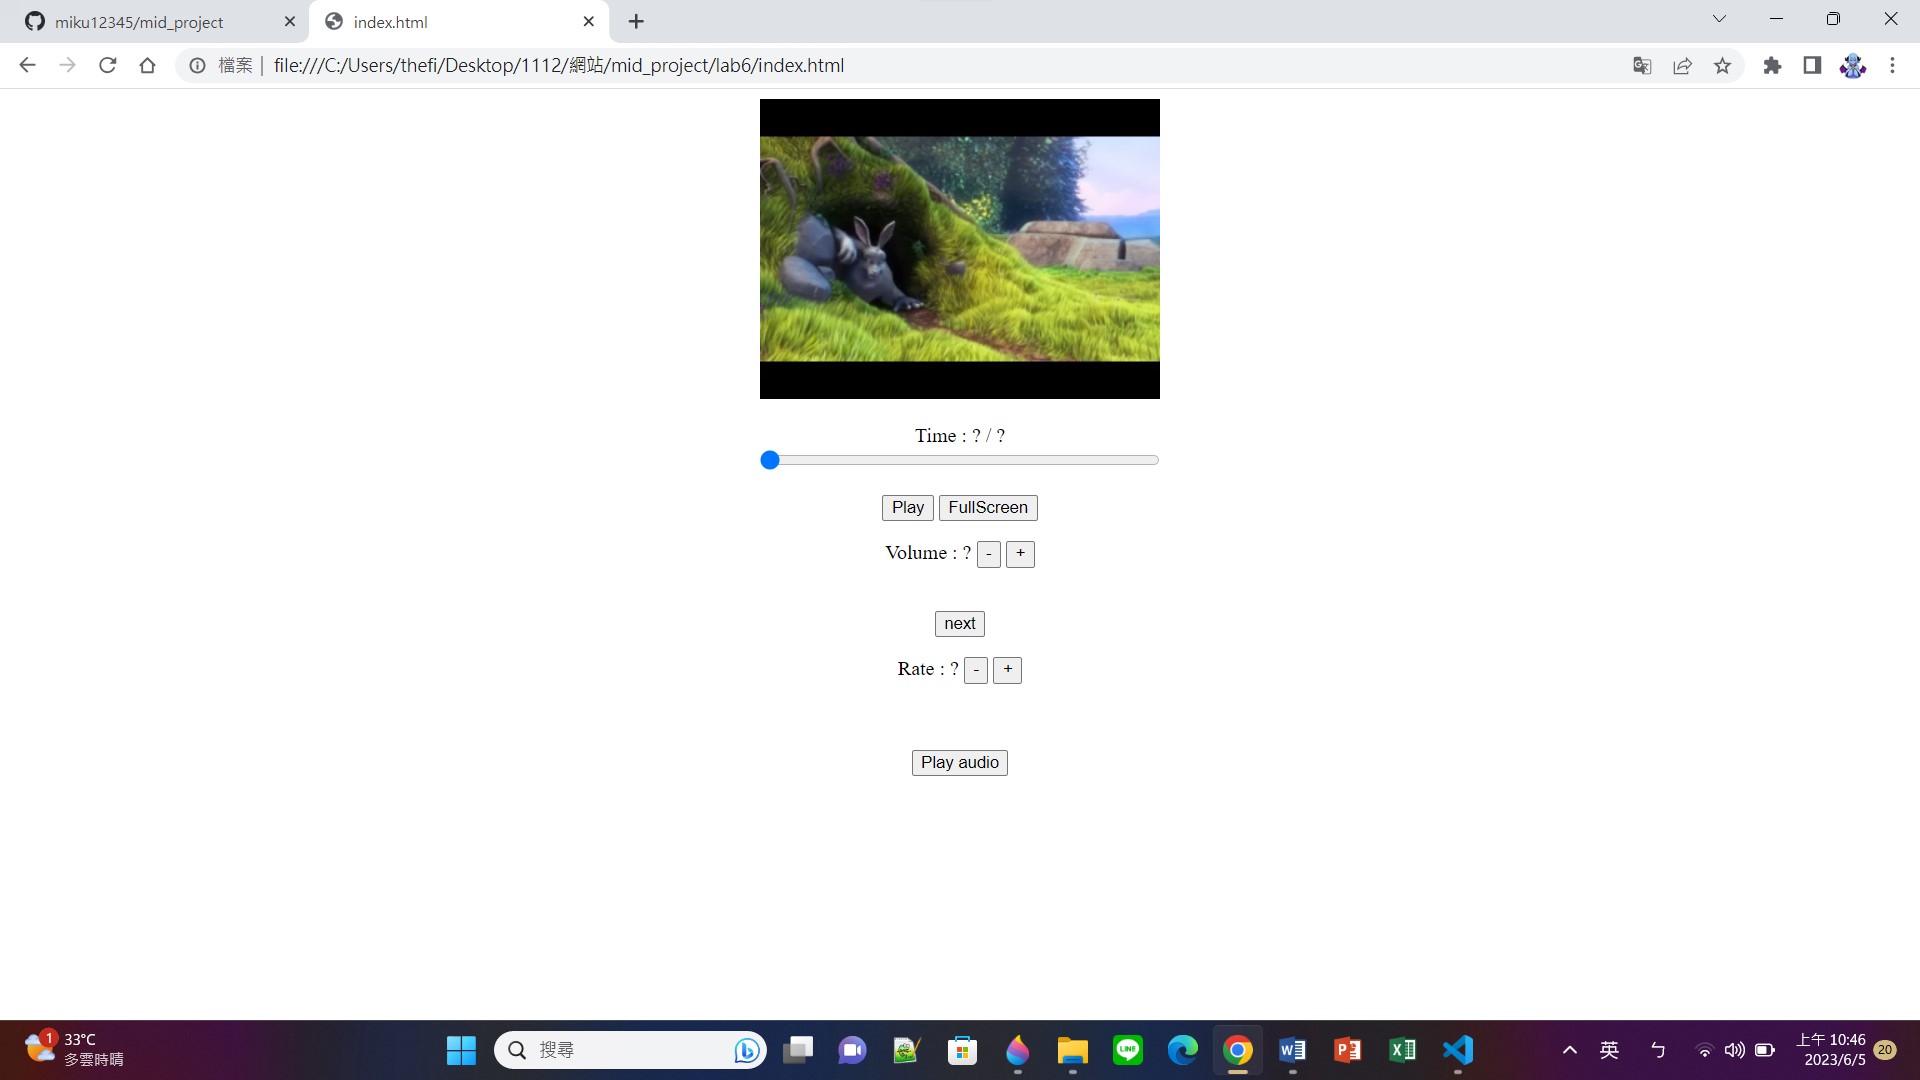 miku12345/mid_project
index.html
檔案
file:///C:/Users/thefi/Desktop/1112/網站/mid_project/lab6/index.html
Time : ? / ?
Play FullScreen
Volume : ? - +
next
Rate : ? - +
Play audio
1
33°C
多雲時晴
搜尋
LINE
英
ㄅ
上午 10:46
2023/6/5
20